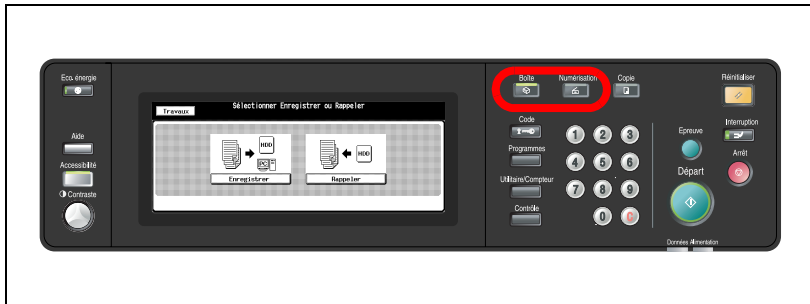 Eco. énergie
Aide
Accessibilité
Contraste
Travaux
Sélectionner Enregistrer ou Rappeler
HDD
HDD
Enregistrer
Rappeler
Boîte
Numérisation
Copie
Réinitialiser
Code
Programmes
Utilitaire/Compteur
Contrôle
1 2 3
4 5 6
7 8 9
0 C
Epreuve
Interruption
Arrêt
Départ
Données Alimentation